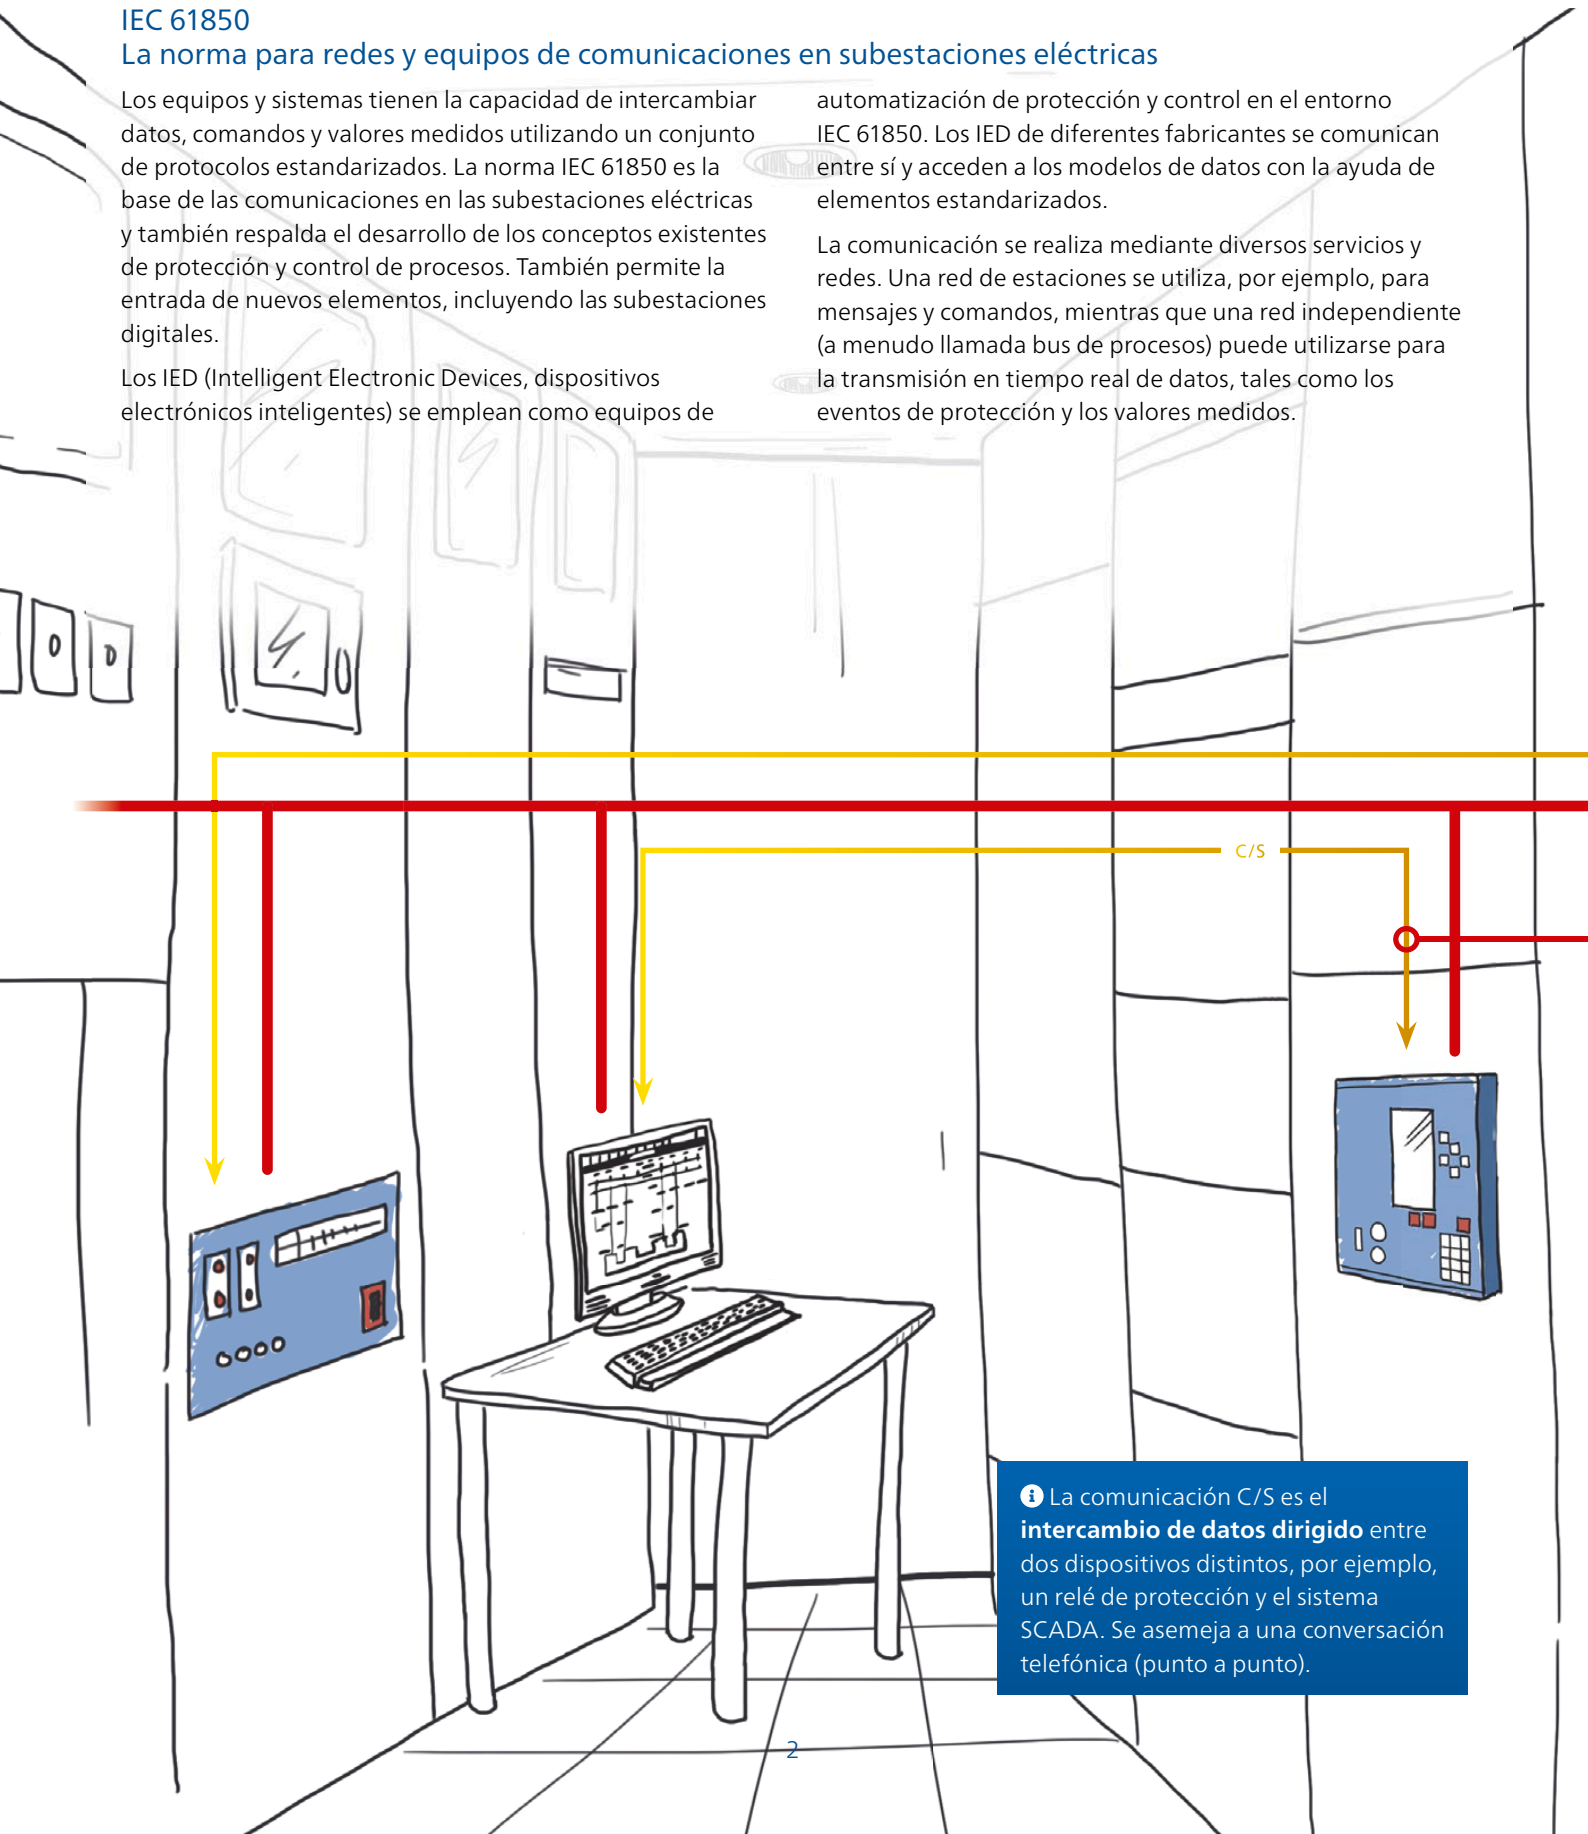 IEC 61850
La norma para redes y equipos de comunicaciones en subestaciones eléctricas
Los equipos y sistemas tienen la capacidad de intercambiar
datos, comandos y valores medidos utilizando un conjunto
de protocolos estandarizados. La norma IEC 61850 es la
base de las comunicaciones en las subestaciones eléctricas
y también respalda el desarrollo de los conceptos existentes
de protección y control de procesos. También permite la
entrada de nuevos elementos, incluyendo las subestaciones
digitales.
Los IED (Intelligent Electronic Devices, dispositivos
electrónicos inteligentes) se emplean como equipos de
automatización de protección y control en el entorno
IEC 61850. Los IED de diferentes fabricantes se comunican
entre sí y acceden a los modelos de datos con la ayuda de
elementos estandarizados.
La comunicación se realiza mediante diversos servicios y
redes. Una red de estaciones se utiliza, por ejemplo, para
mensajes y comandos, mientras que una red independiente
(a menudo llamada bus de procesos) puede utilizarse para
la transmisión en tiempo real de datos, tales como los
eventos de protección y los valores medidos.
C/S
La comunicación C/S es el
intercambio de datos dirigido entre
dos dispositivos distintos, por ejemplo,
un relé de protección y el sistema
SCADA. Se asemeja a una conversación
telefónica (punto a punto).
2